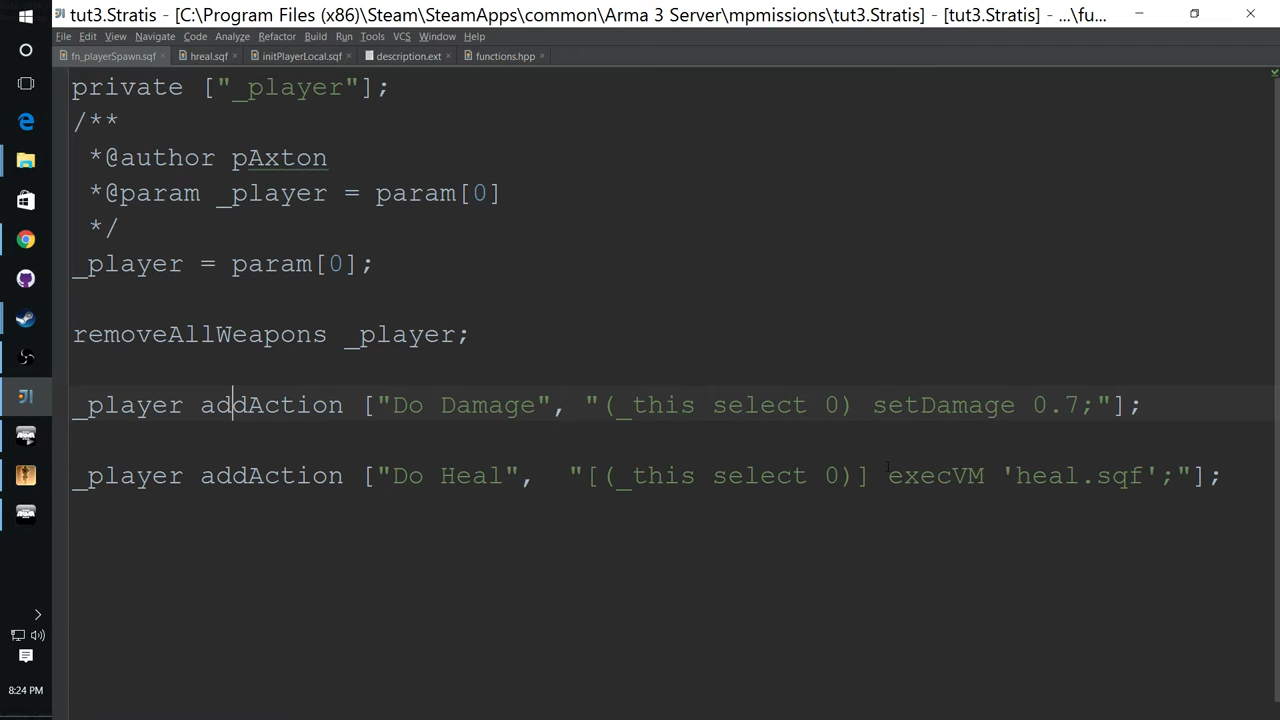 tut3.Stratis - [C:\Program Files (x86)\Steam\SteamApps\common\Arma 3 Server\mpmissions\tut3.Stratis] - [tut3.Stratis] - ...\fu...
File Edit View Navigate Code Analyze Refactor Build Run Tools VCS Window Help
fn_playerSpawn.sqf hreal.sqf initPlayerLocal.sqf description.ext functions.hpp
private ["_player"];
/**
*@author pAxton
*@param _player = param[0]
*/
_player = param[0];
removeAllWeapons _player;
_player addAction ["Do Damage", "(_this select 0) setDamage 0.7;"];
_player addAction ["Do Heal", "[(_this select 0)] execVM 'heal.sqf';"];
8:24 PM